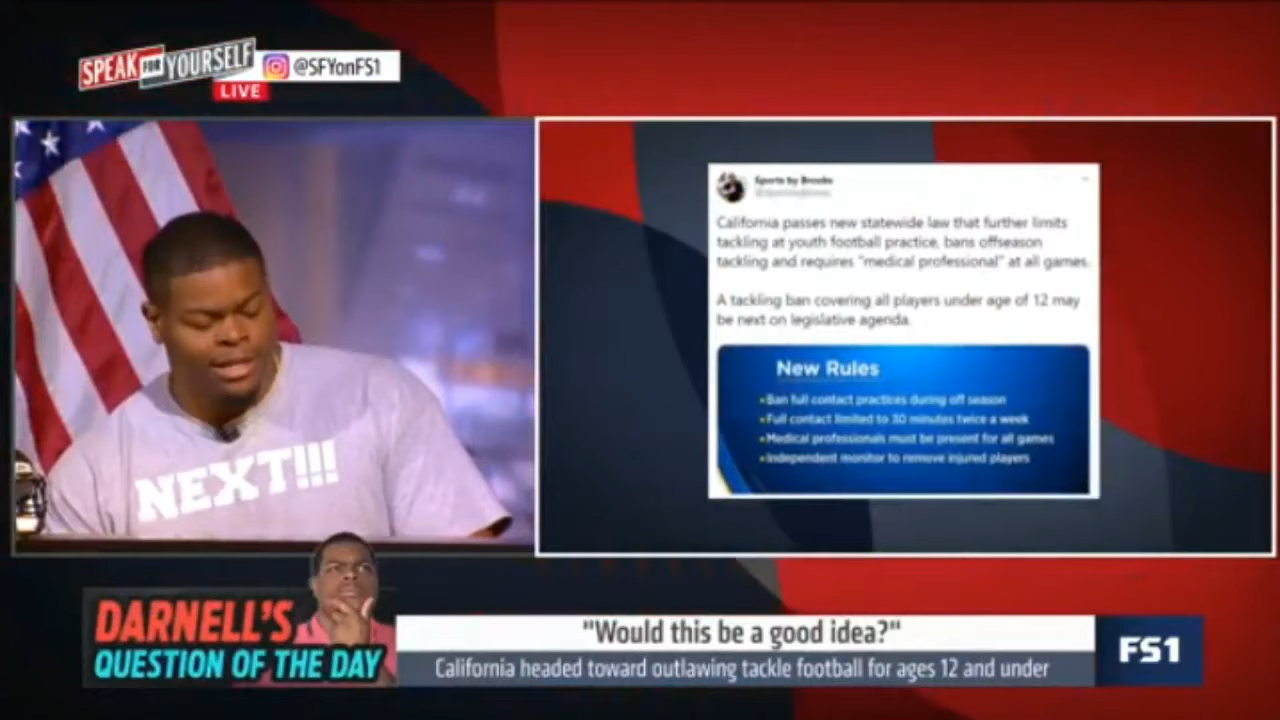 SPEAK FOR YOURSELF
@SFYonFS1
LIVE
Sports by Brooks
California passes new statewide law that further limits
tackling at youth football practice, bans offseason
tackling and requires "medical professional" at all games.
A tackling ban covering all players under age of 12 may
be next on legislative agenda.
New Rules
•Ban full contact practices during off season
•Full contact limited to 30 minutes twice a week
•Medical professionals must be present for all games
•Independent monitor to remove injured players
NEXT!!!
DARNELL'S
QUESTION OF THE DAY
"Would this be a good idea?"
California headed toward outlawing tackle football for ages 12 and under
FS1